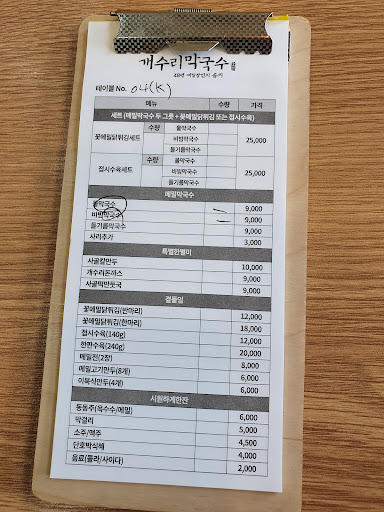 개수리막국수
40년 메밀장인의 솜씨
테이블 No. 04(K)
메뉴 수량 가격
세트 (메밀막국수 두 그릇 + 꽃메밀닭튀김 또는 접시수육)
꽃메밀닭튀김세트 수량 물막국수 25,000
비빔막국수
들기름막국수
접시수육세트 수량 물막국수 25,000
비빔막국수
들기름막국수
메밀막국수
물막국수 9,000
비빔막국수 9,000
들기름막국수 9,000
사리추가 3,000
특별한별미
사골칼만두 10,000
개수리돈까스 9,000
사골떡만둣국 9,000
곁들임
꽃메밀닭튀김(반마리) 12,000
꽃메밀닭튀김(한마리) 18,000
접시수육(140g) 12,000
한판수육(240g) 20,000
메밀전(2장) 8,000
메밀고기만두(8개) 6,000
이북식만두(4개) 6,000
시원하게한잔
동동주(옥수수/메밀) 6,000
막걸리 5,000
소주/맥주 4,500
단호박식혜 4,000
음료(콜라/사이다) 2,000